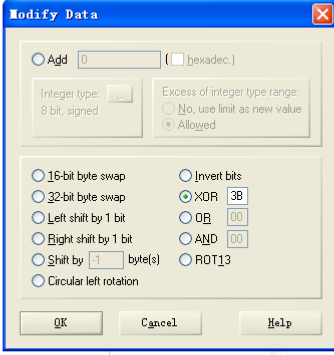 Modify Data
Add 0 ( hexadec.)
Integer type: ...
8 bit, signed
Excess of integer type range:
No, use limit as new value
Allowed
16-bit byte swap
Invert bits
32-bit byte swap
XOR 3B
Left shift by 1 bit
OR 00
Right shift by 1 bit
AND 00
Shift by -1 byte(s)
ROT13
Circular left rotation
OK
Cancel
Help